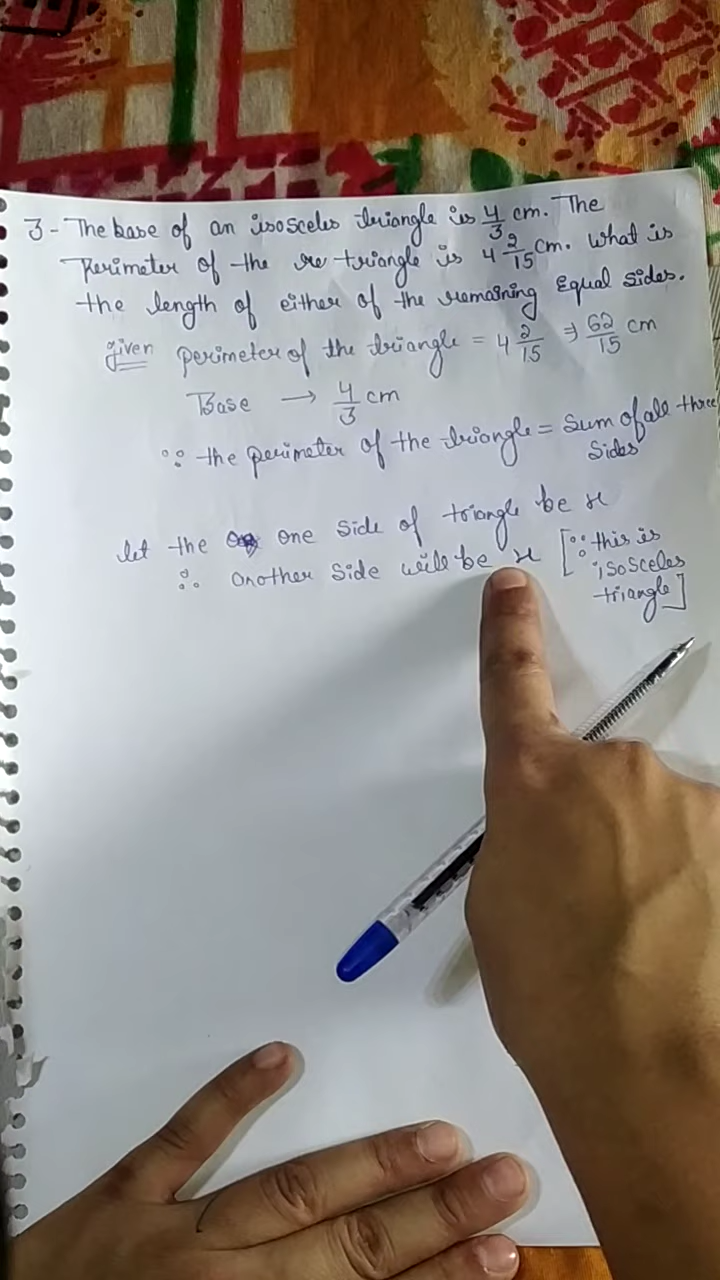 3- The base of an isosceles triangle is 4/3 cm. The
Perimeter of the re triangle is 4 2/15 cm. What is
the length of either of the remaining Equal sides.
given perimeter of the triangle = 4 2/15 ⇒ 62/15 cm
Base → 4/3 cm
∵ the perimeter of the triangle = Sum of all three
Sides
let the one side of triangle be x
∴ another side will be x [∵ this is
isosceles
triangle]